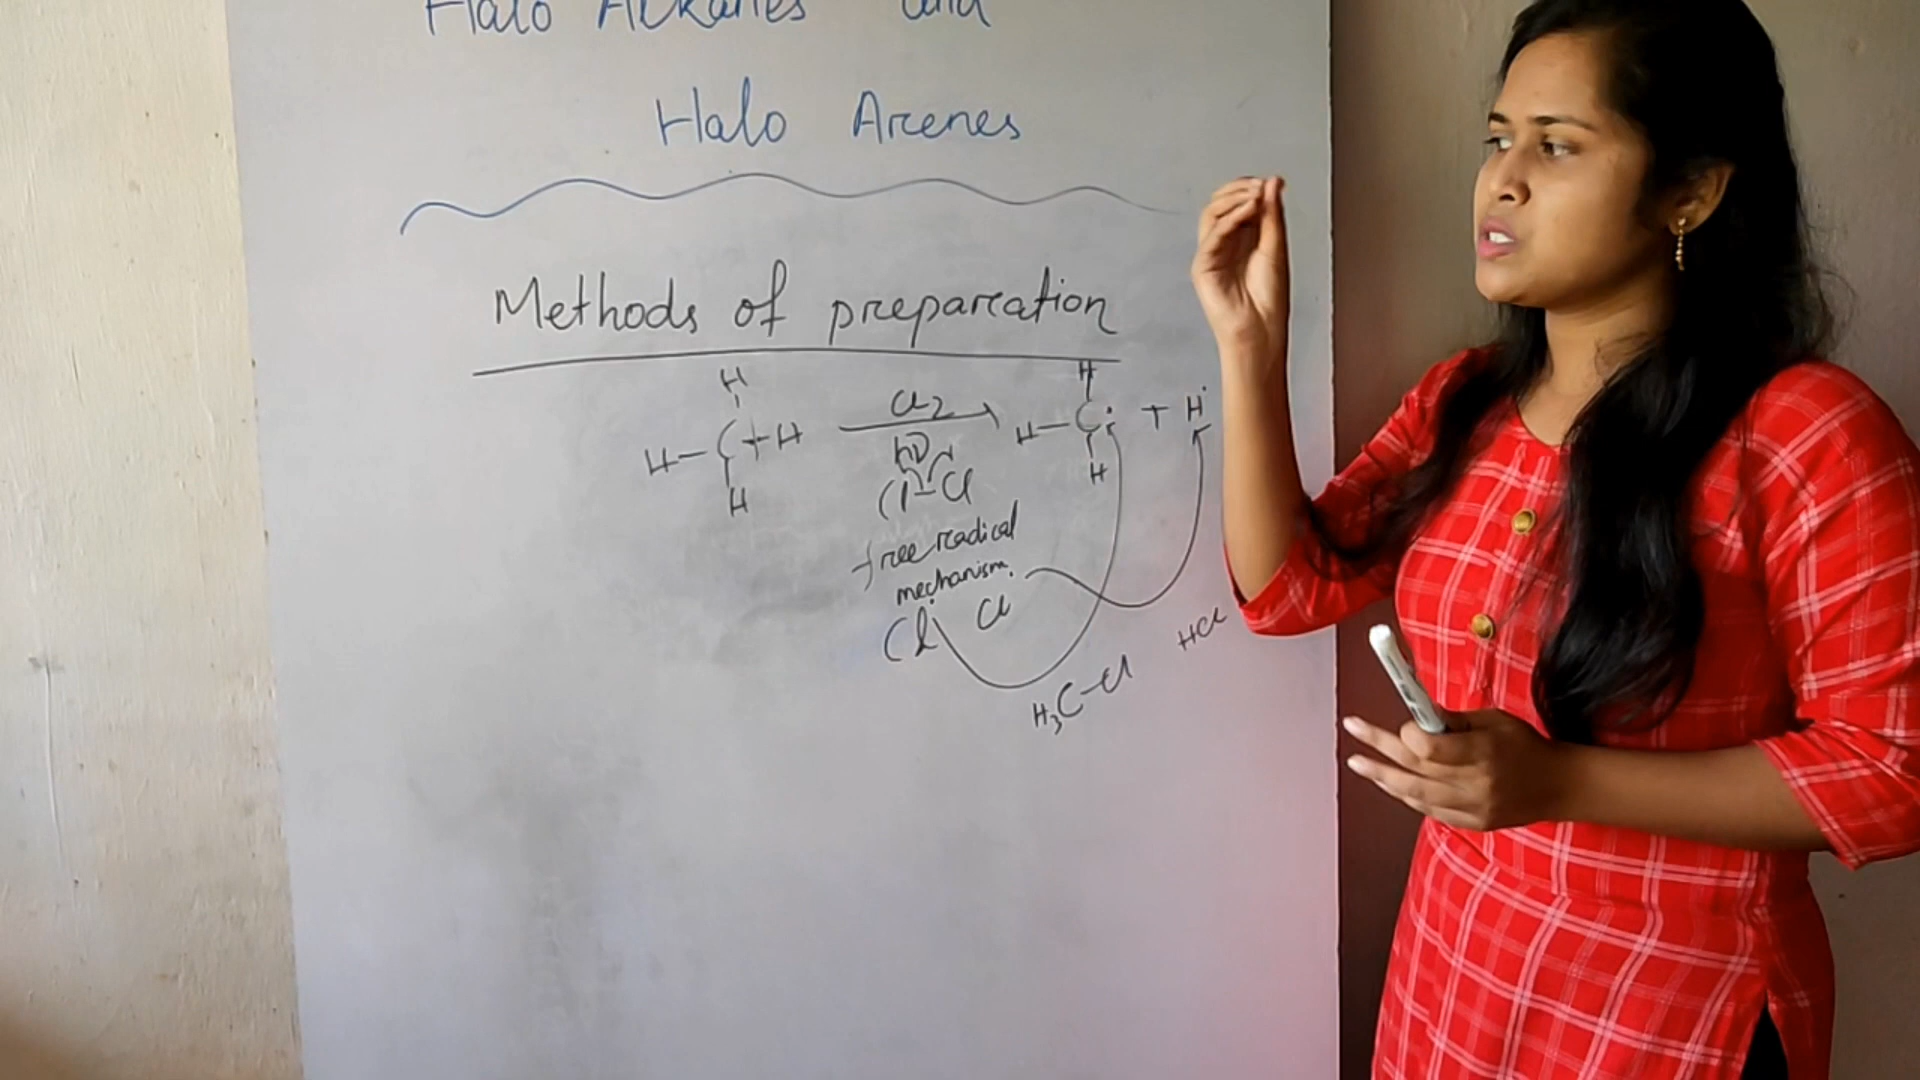 Halo Alkanes and
Halo Arenes
Methods of preparation
H
H-C+H
H
Cl2
hν
Cl-Cl
free radical
mechanism.
Cl· Cl
H
H-C· + H·
H
HCl
H3C-Cl